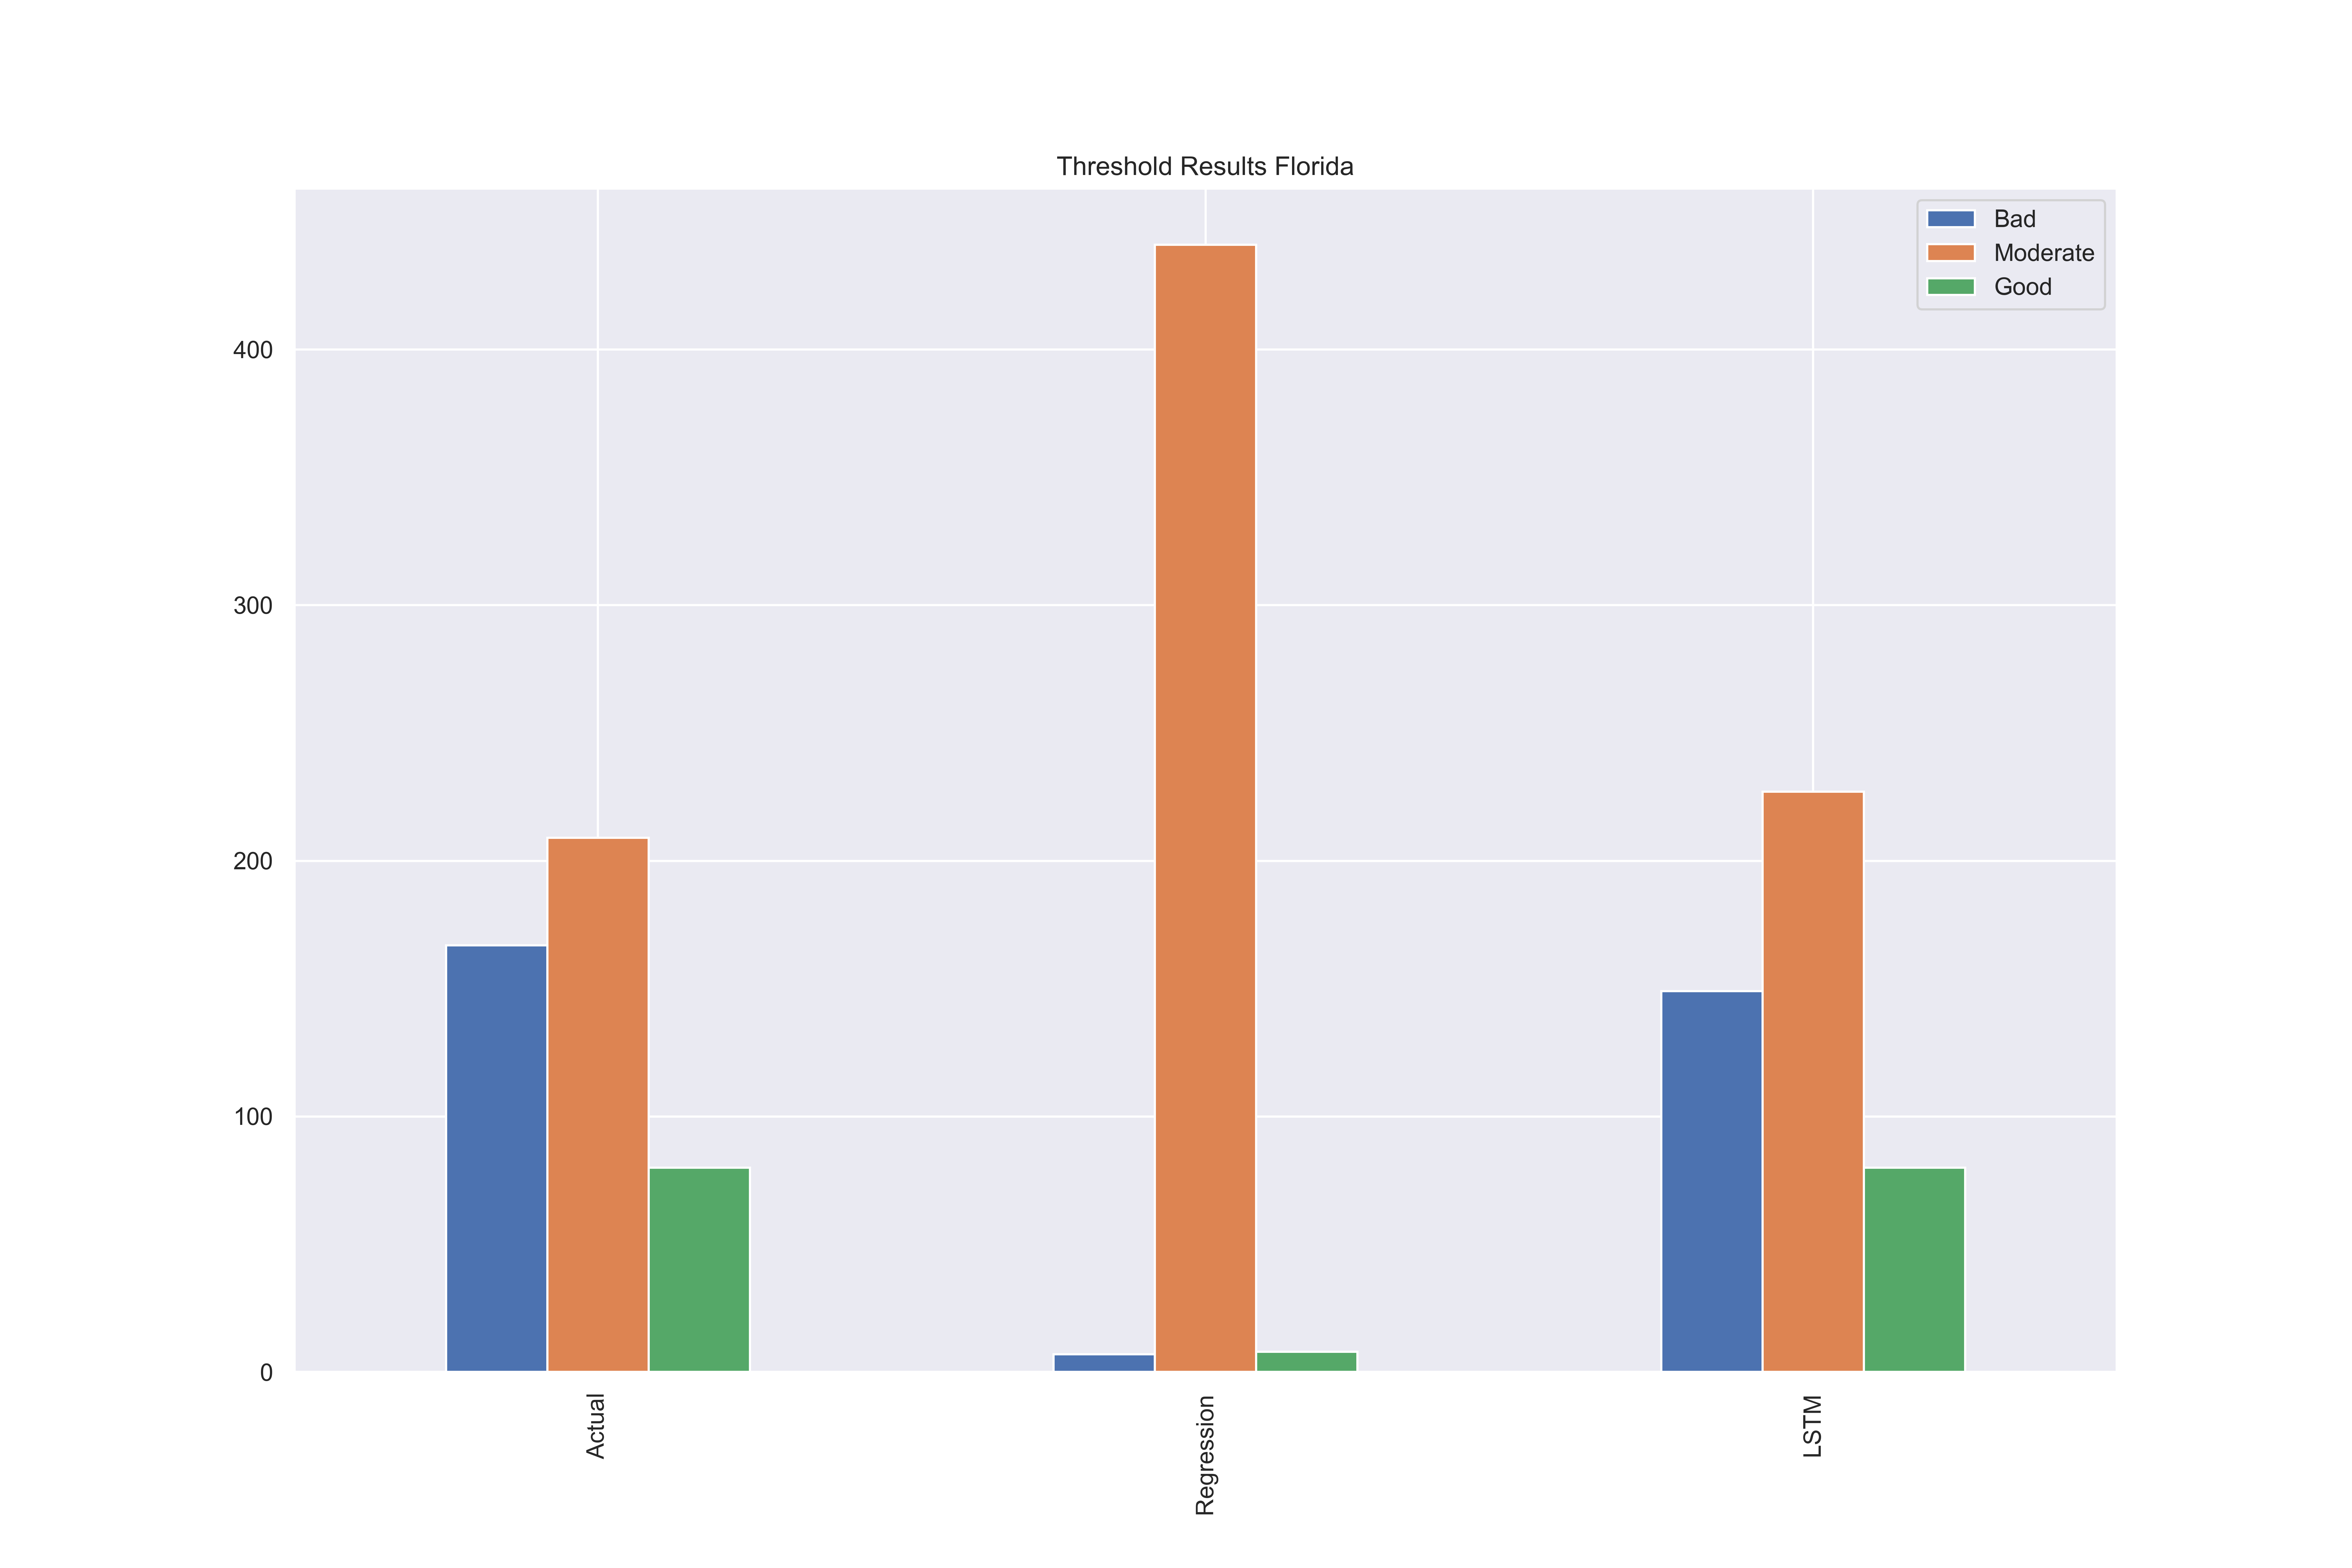 Threshold Results Florida
Bad
Moderate
Good
400
300
200
100
0
Actual
Regression
LSTM